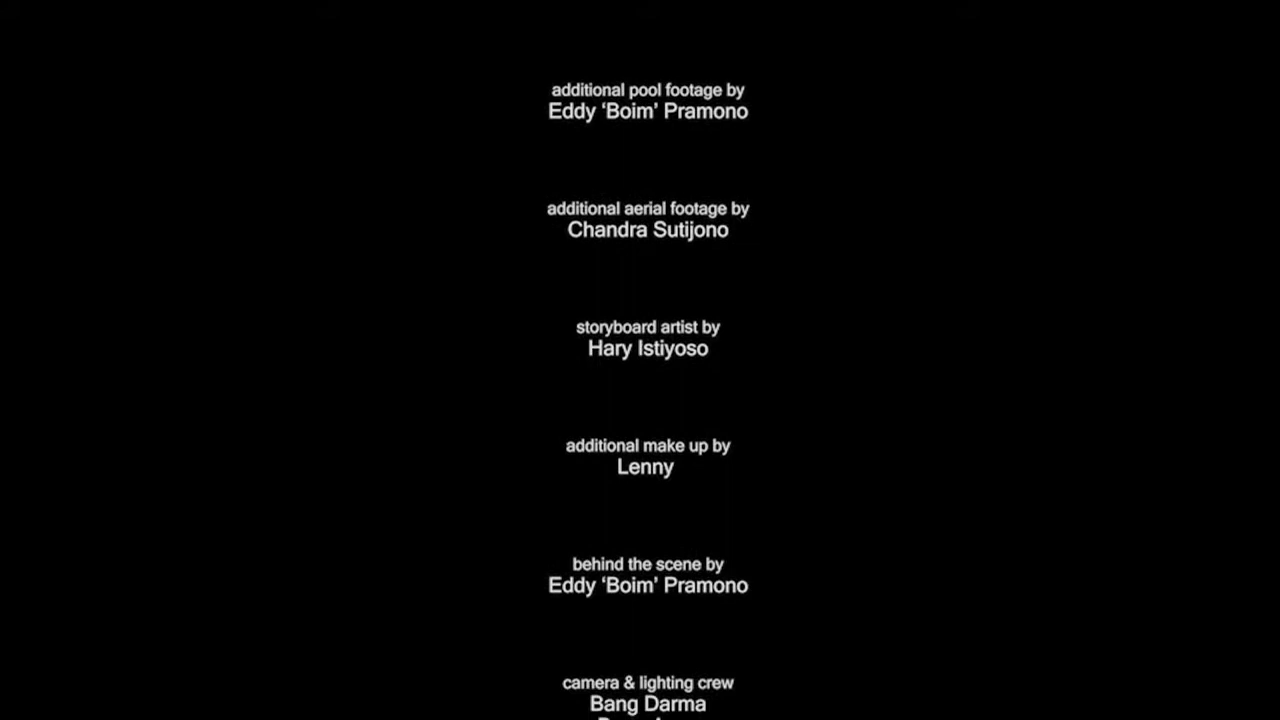 additional pool footage by
Eddy ‘Boim’ Pramono
additional aerial footage by
Chandra Sutijono
storyboard artist by
Hary Istiyoso
additional make up by
Lenny
behind the scene by
Eddy ‘Boim’ Pramono
camera & lighting crew
Bang Darma